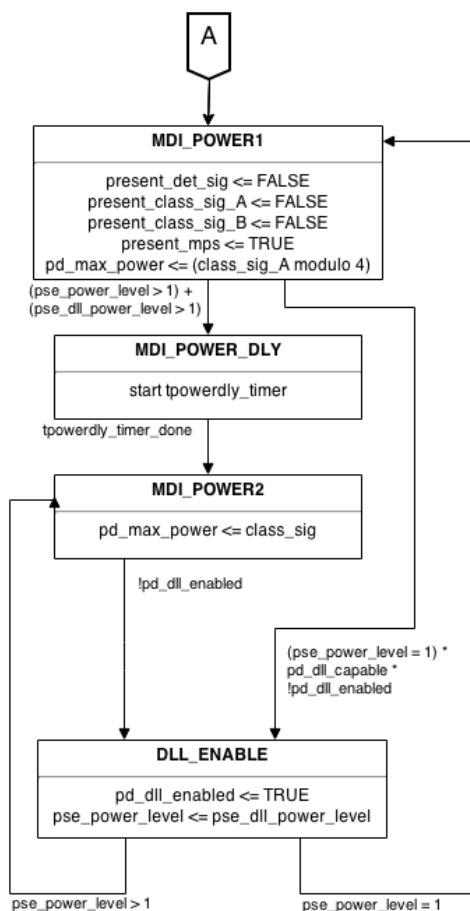 A
MDI_POWER1
present_det_sig <= FALSE
present_class_sig_A <= FALSE
present_class_sig_B <= FALSE
present_mps <= TRUE
pd_max_power <= (class_sig_A modulo 4)
(pse_power_level > 1) +
(pse_dll_power_level > 1)
MDI_POWER_DLY
start tpowerdly_timer
tpowerdly_timer_done
MDI_POWER2
pd_max_power <= class_sig
!pd_dll_enabled
(pse_power_level = 1) *
pd_dll_capable *
!pd_dll_enabled
DLL_ENABLE
pd_dll_enabled <= TRUE
pse_power_level <= pse_dll_power_level
pse_power_level > 1
pse_power_level = 1